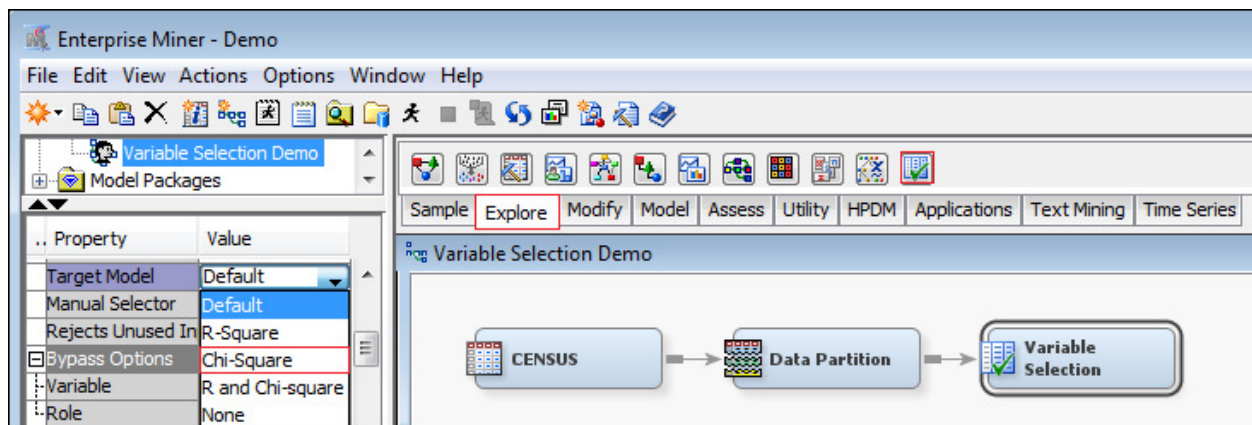 Enterprise Miner - Demo
File Edit View Actions Options Window Help
Variable Selection Demo
Model Packages
Sample Explore Modify Model Assess Utility HPDM Applications Text Mining Time Series
.. Property Value
Variable Selection Demo
Target Model Default
Manual Selector Default
Rejects Unused In R-Square
Bypass Options Chi-Square
Variable R and Chi-square
Role None
CENSUS
Data Partition
Variable
Selection